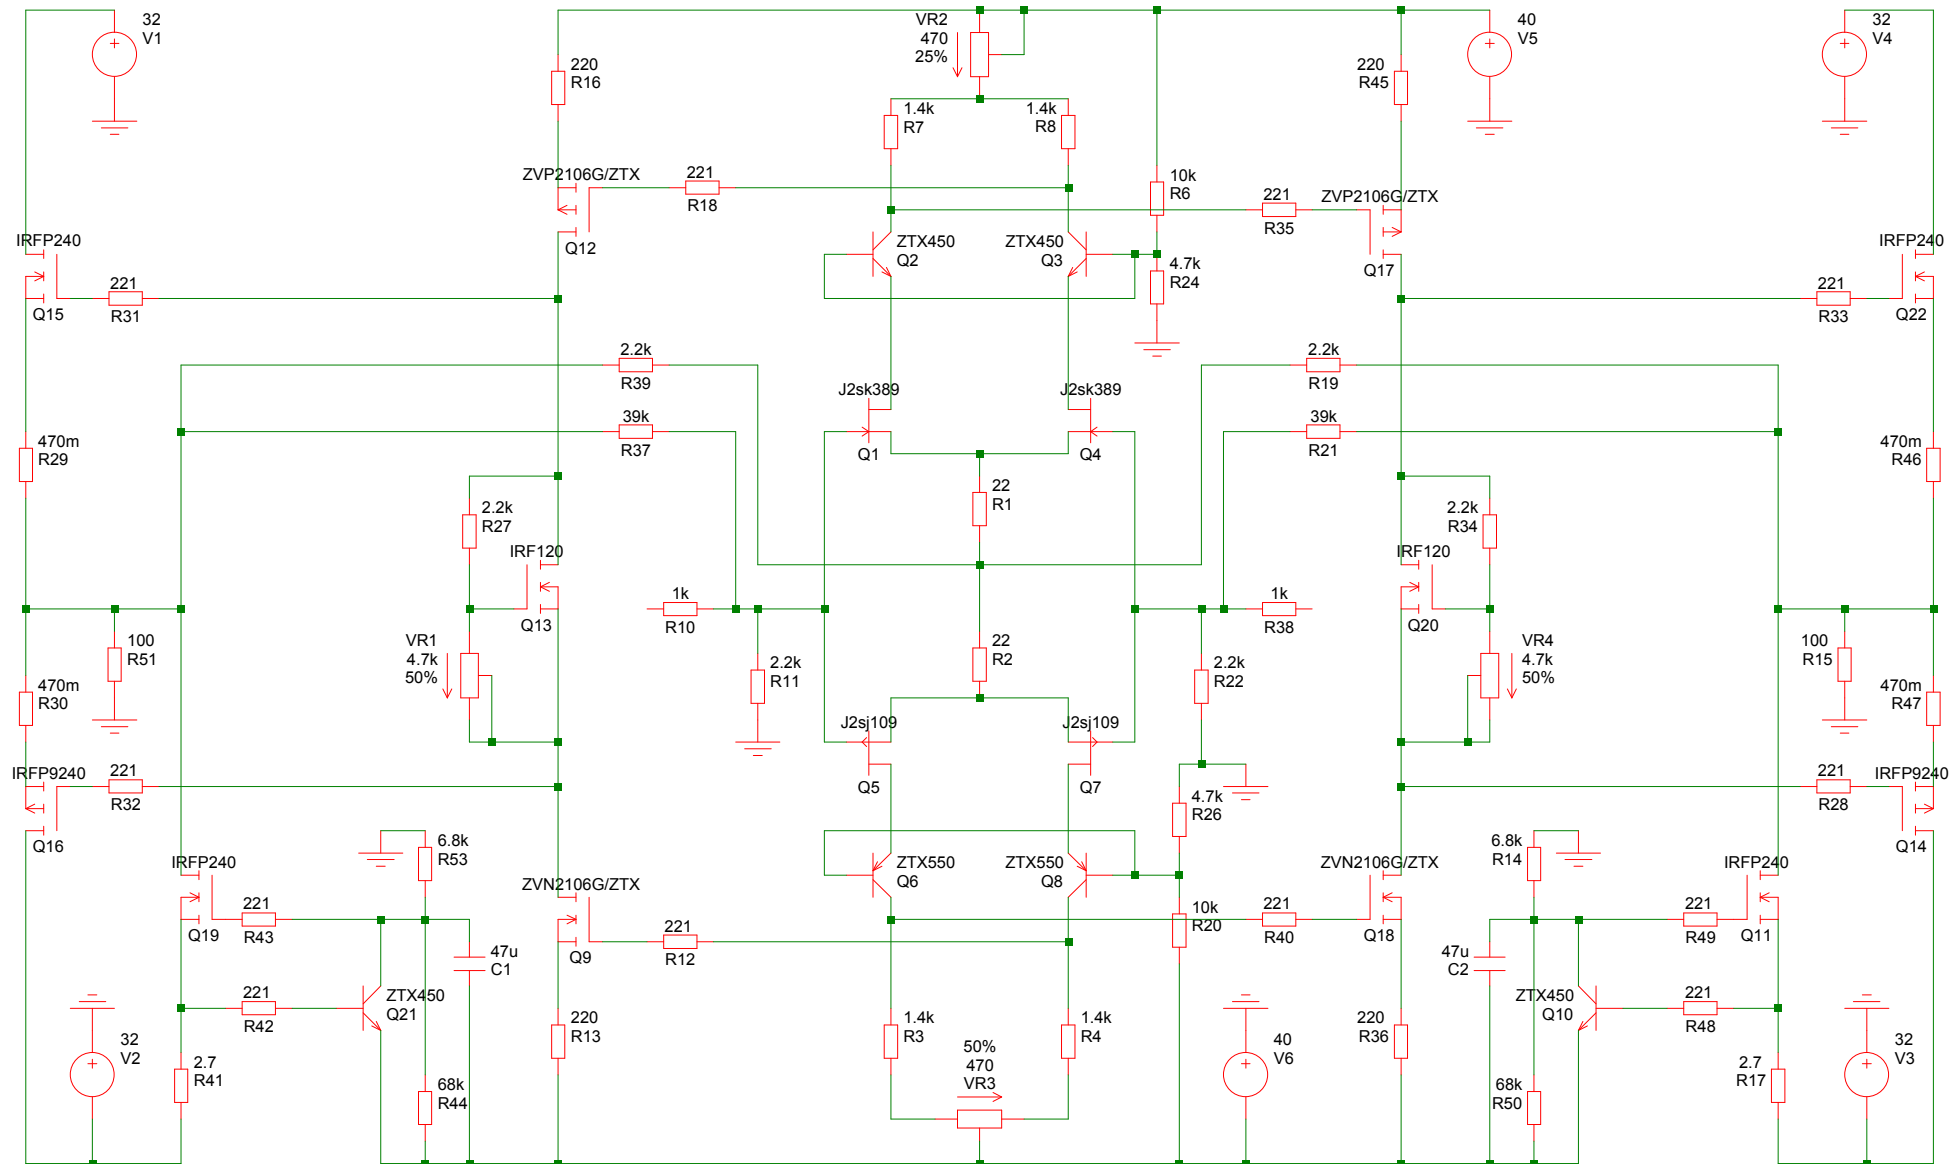 32
V1
220
R16
VR2
470
25%
1.4k
R7
1.4k
R8
40
V5
220
R45
32
V4
ZVP2106G/ZTX
221
R18
10k
R6
ZVP2106G/ZTX
221
R35
IRFP240
Q12
ZTX450
Q2
ZTX450
Q3
Q17
IRFP240
221
R31
Q15
4.7k
R24
221
R33
Q22
2.2k
R39
2.2k
R19
J2sk389
J2sk389
39k
R37
39k
R21
Q1
Q4
470m
R29
470m
R46
22
R1
2.2k
R27
2.2k
R34
IRF120
IRF120
1k
R10
1k
R38
Q13
Q20
100
R51
VR1
4.7k
50%
2.2k
R11
22
R2
2.2k
R22
VR4
4.7k
50%
100
R15
470m
R30
470m
R47
J2sj109
J2sj109
IRFP9240
221
R32
Q5
Q7
221
R28
IRFP9240
4.7k
R26
Q16
6.8k
R53
6.8k
R14
Q14
IRFP240
ZVN2106G/ZTX
ZTX550
Q6
ZTX550
Q8
ZVN2106G/ZTX
IRFP240
221
R43
Q19
221
R12
Q9
10k
R20
221
R40
Q18
221
R49
Q11
47u
C1
47u
C2
221
R42
ZTX450
Q21
ZTX450
Q10
221
R48
220
R13
1.4k
R3
1.4k
R4
220
R36
32
V2
2.7
R41
50%
470
VR3
40
V6
2.7
R17
32
V3
68k
R44
68k
R50